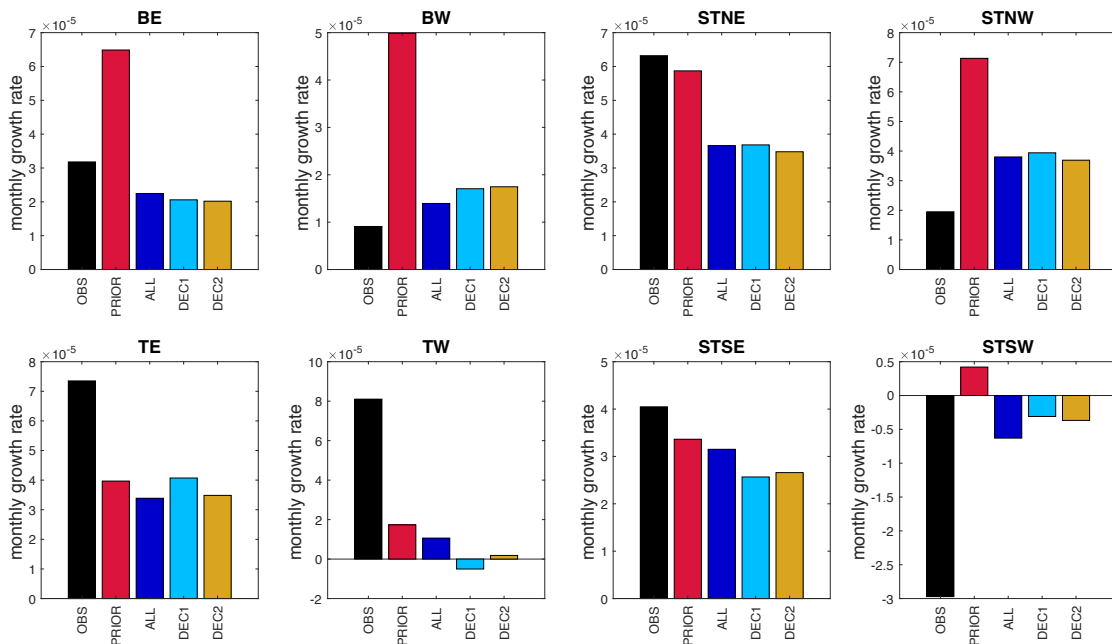 BE
×10⁻⁵
monthly growth rate
7
6
5
4
3
2
1
0
OBS
PRIOR
ALL
DEC1
DEC2
BW
×10⁻⁵
monthly growth rate
5
4
3
2
1
0
OBS
PRIOR
ALL
DEC1
DEC2
STNE
×10⁻⁵
monthly growth rate
7
6
5
4
3
2
1
0
OBS
PRIOR
ALL
DEC1
DEC2
STNW
×10⁻⁵
monthly growth rate
8
7
6
5
4
3
2
1
0
OBS
PRIOR
ALL
DEC1
DEC2
TE
×10⁻⁵
monthly growth rate
8
7
6
5
4
3
2
1
0
OBS
PRIOR
ALL
DEC1
DEC2
TW
×10⁻⁵
monthly growth rate
10
8
6
4
2
0
-2
OBS
PRIOR
ALL
DEC1
DEC2
STSE
×10⁻⁵
monthly growth rate
5
4
3
2
1
0
OBS
PRIOR
ALL
DEC1
DEC2
STSW
×10⁻⁵
monthly growth rate
0.5
0
-0.5
-1
-1.5
-2
-2.5
-3
OBS
PRIOR
ALL
DEC1
DEC2